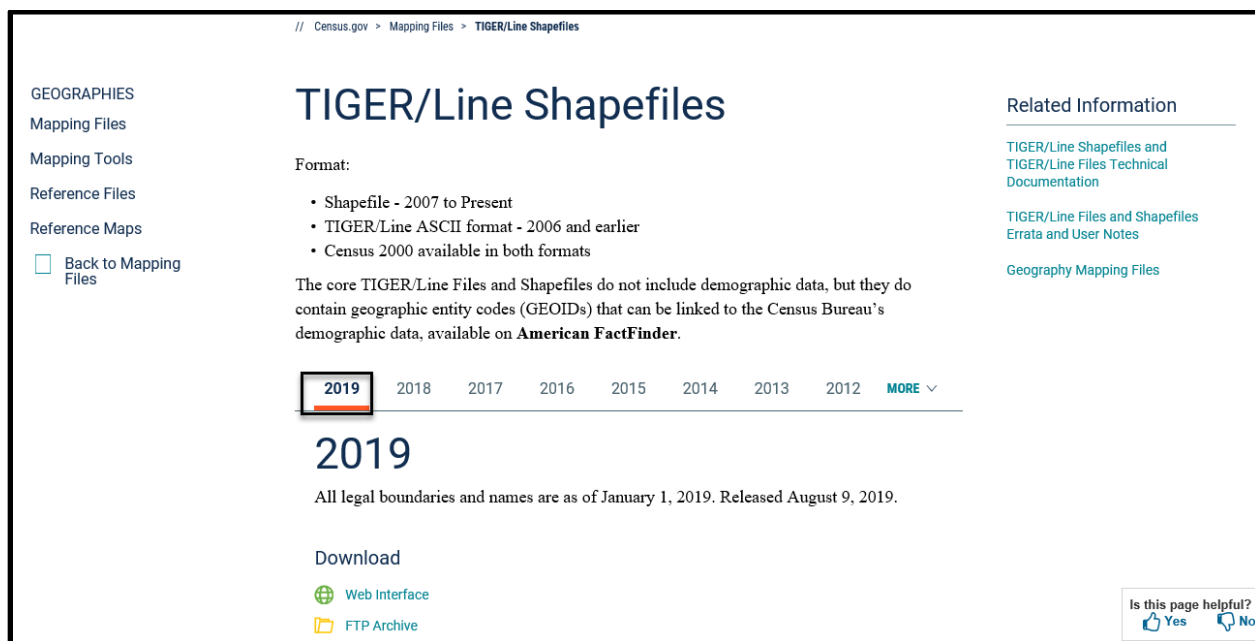 // Census.gov > Mapping Files > TIGER/Line Shapefiles
GEOGRAPHIES
Mapping Files
Mapping Tools
Reference Files
Reference Maps
Back to Mapping
Files
TIGER/Line Shapefiles
Format:
• Shapefile - 2007 to Present
• TIGER/Line ASCII format - 2006 and earlier
• Census 2000 available in both formats
The core TIGER/Line Files and Shapefiles do not include demographic data, but they do
contain geographic entity codes (GEOIDs) that can be linked to the Census Bureau's
demographic data, available on American FactFinder.
2019 2018 2017 2016 2015 2014 2013 2012 MORE
2019
All legal boundaries and names are as of January 1, 2019. Released August 9, 2019.
Download
Web Interface
FTP Archive
Related Information
TIGER/Line Shapefiles and
TIGER/Line Files Technical
Documentation
TIGER/Line Files and Shapefiles
Errata and User Notes
Geography Mapping Files
Is this page helpful?
Yes No